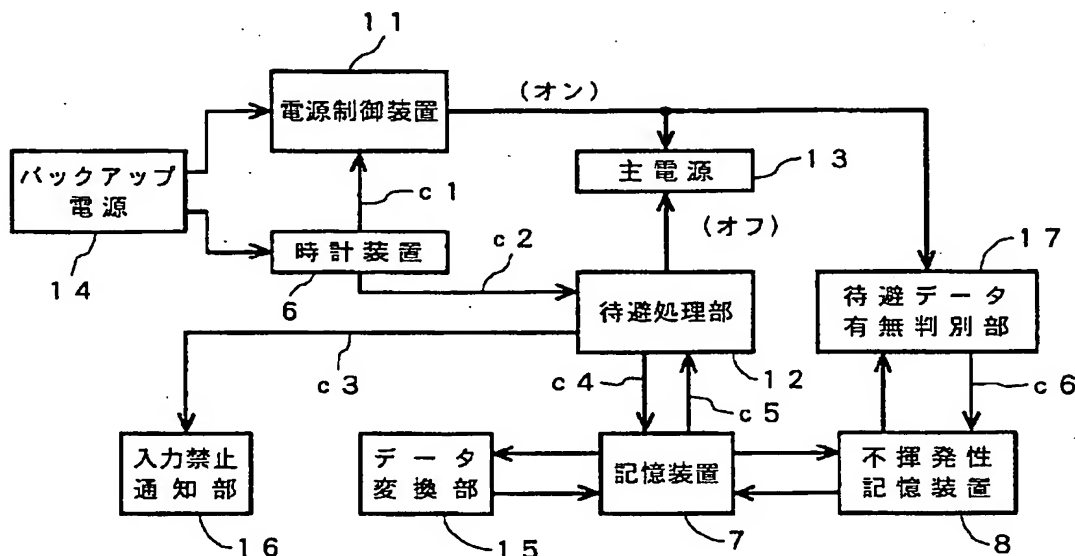 11
電源制御装置
(オン)
バックアップ
電源
14
c1
主電源
13
(オフ)
時計装置
6
c2
17
待避処理部
12
待避データ
有無判別部
c3
c4
c5
c6
入力禁止
通知部
16
データ
変換部
15
記憶装置
7
不揮発性
記憶装置
8